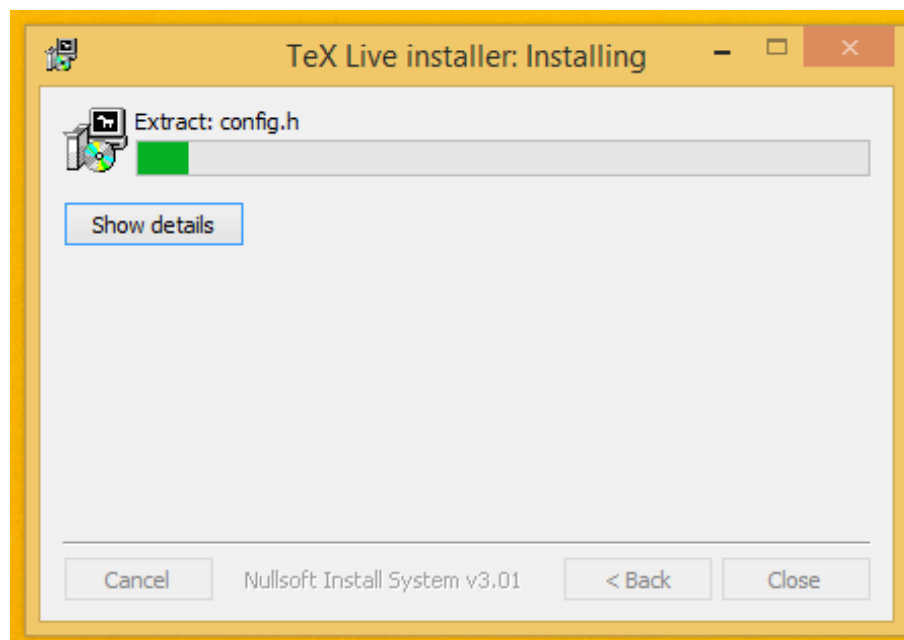 TeX Live installer: Installing
Extract: config.h
Show details
Cancel
Nullsoft Install System v3.01
< Back
Close